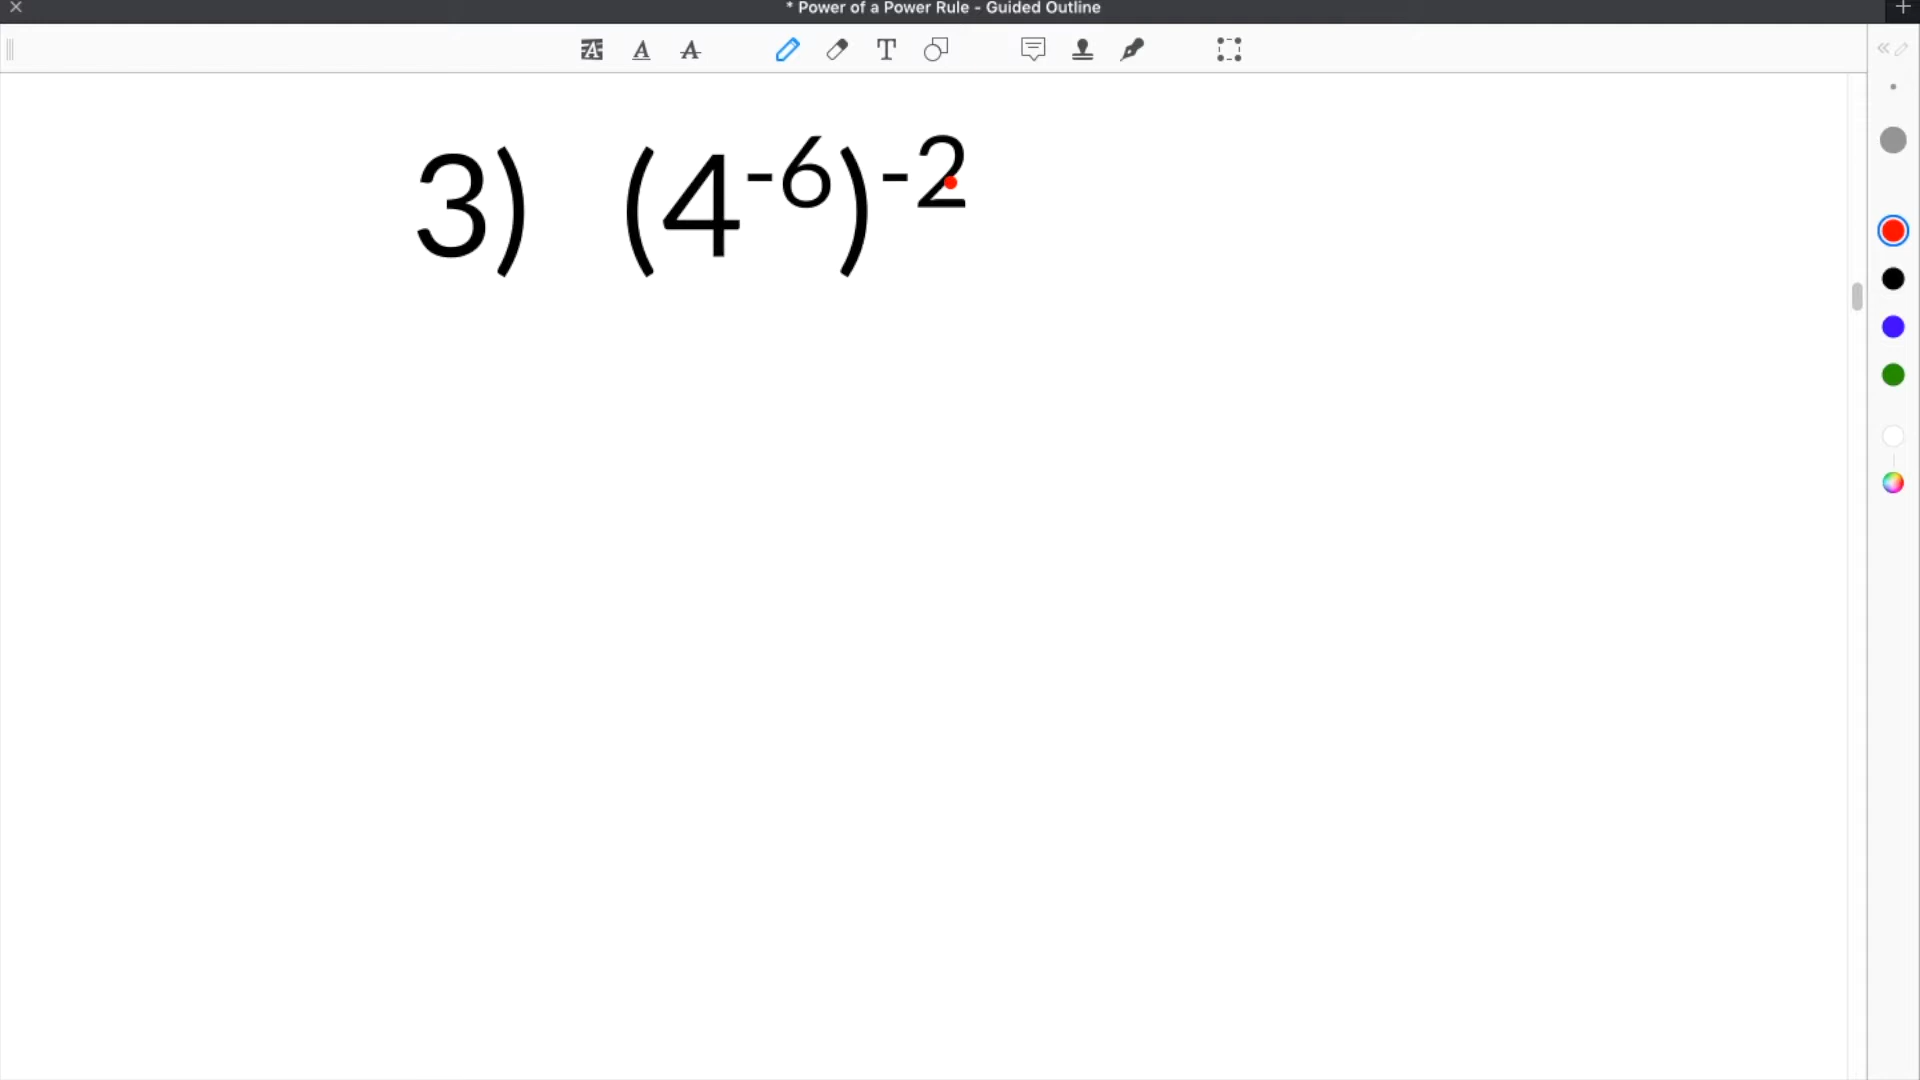 * Power of a Power Rule - Guided Outline
3) (4⁻⁶)⁻²